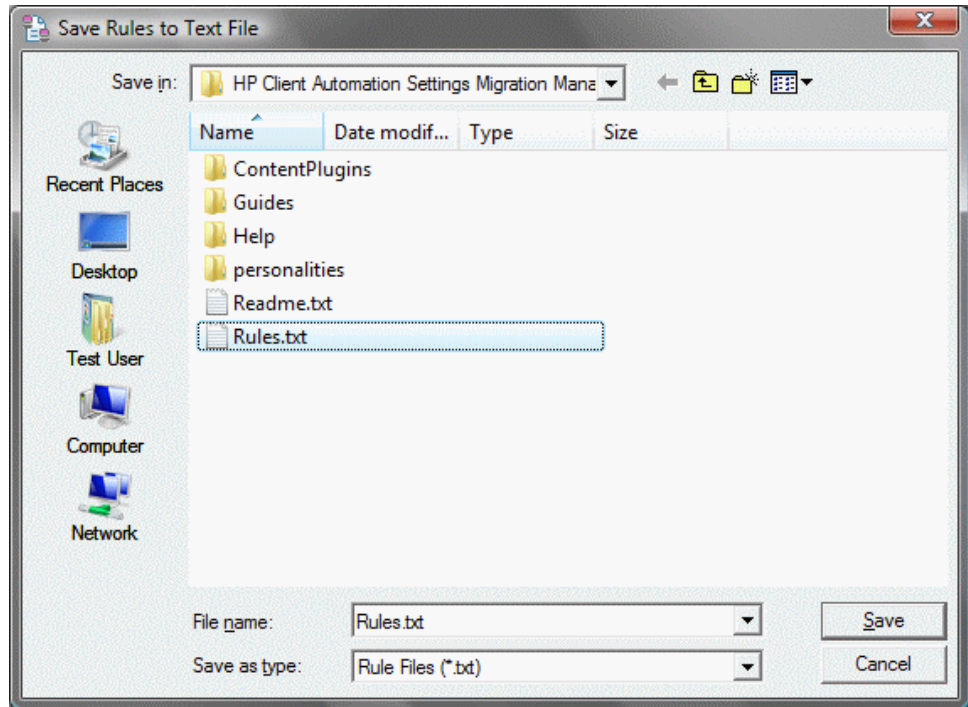 Save Rules to Text File
Save in:
HP Client Automation Settings Migration Mana
Name Date modif... Type Size
Recent Places
Desktop
Test User
Computer
Network
ContentPlugins
Guides
Help
personalities
Readme.txt
Rules.txt
File name: Rules.txt
Save
Save as type: Rule Files (*.txt)
Cancel